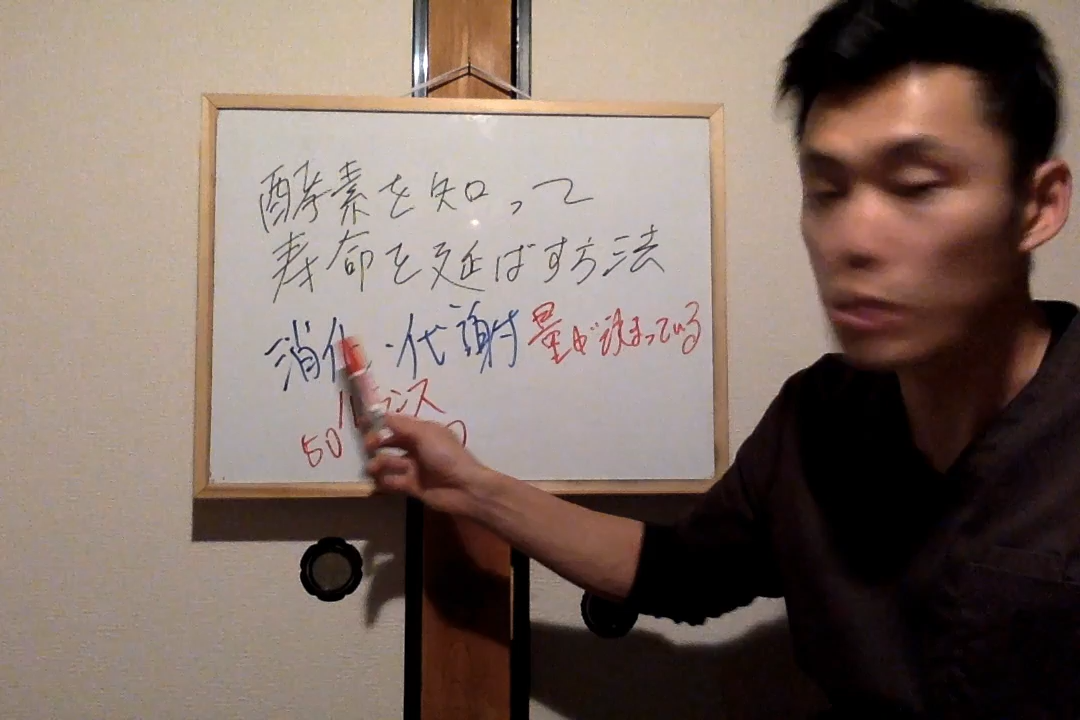 酵素を知って
寿命を延ばす方法
消化・代謝 量が決まっている
バランス
50